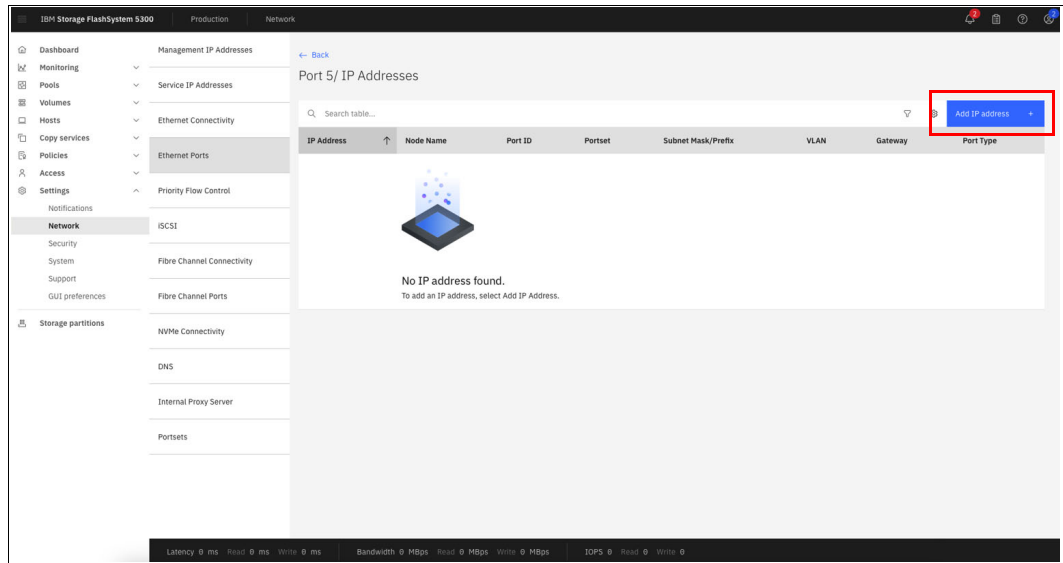 IBM Storage FlashSystem 5300 Production Network 2 2
Dashboard
Monitoring
Pools
Volumes
Hosts
Copy services
Policies
Access
Settings
Notifications
Network
Security
System
Support
GUI preferences
Storage partitions
Management IP Addresses
Service IP Addresses
Ethernet Connectivity
Ethernet Ports
Priority Flow Control
iSCSI
Fibre Channel Connectivity
Fibre Channel Ports
NVMe Connectivity
DNS
Internal Proxy Server
Portsets
← Back
Port 5/ IP Addresses
Search table... Add IP address +
IP Address ↑ Node Name Port ID Portset Subnet Mask/Prefix VLAN Gateway Port Type
No IP address found.
To add an IP address, select Add IP Address.
Latency 0 ms Read 0 ms Write 0 ms Bandwidth 0 MBps Read 0 MBps Write 0 MBps IOPS 0 Read 0 Write 0